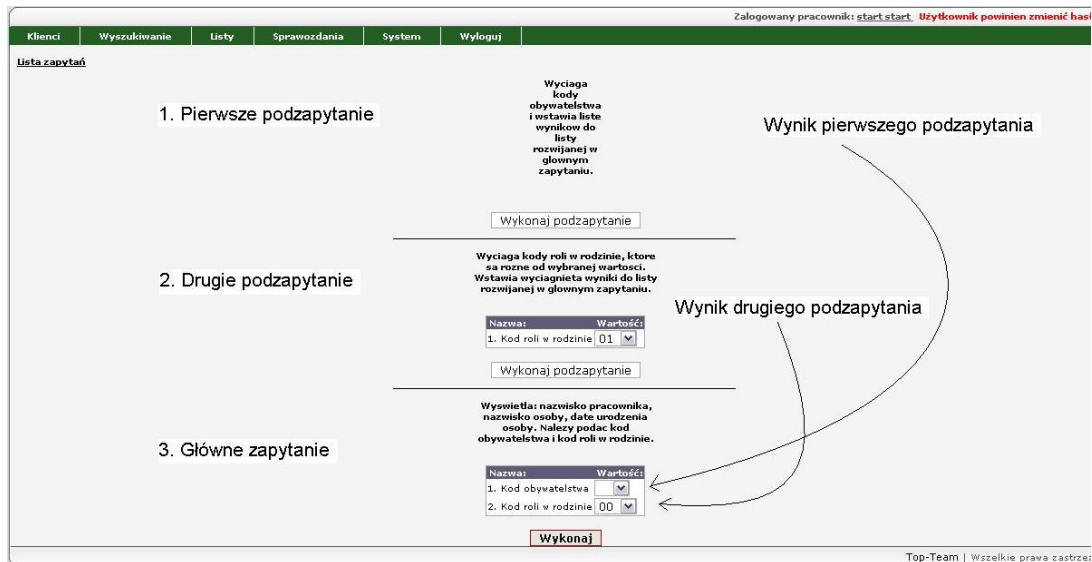 Zalogowany pracownik: start start Użytkownik powinien zmienić
Klienci Wyszukiwanie Listy Sprawozdania System Wyloguj
Lista zapytań
1. Pierwsze podzapytanie
Wyciaga
kody
obywatelstwa
i wstawia liste
wynikow do
listy
rozwijanej w
glownym
zapytaniu.
Wynik pierwszego podzapytania
Wykonaj podzapytanie
2. Drugie podzapytanie
Wyciaga kody roli w rodzinie, ktore
sa rozne od wybranej wartosci.
Wstawia wyciagnieta wyniki do listy
rozwijanej w glownym zapytaniu.
Wynik drugiego podzapytania
Nazwa: Wartość:
1. Kod roli w rodzinie 01
Wykonaj podzapytanie
3. Główne zapytanie
Wyswietla: nazwisko pracownika,
nazwisko osoby, date urodzenia
osoby. Nalezy podac kod
obywatelstwa i kod roli w rodzinie.
Nazwa: Wartość:
1. Kod obywatelstwa
2. Kod roli w rodzinie 00
Wykonaj
Top-Team | Wszelkie prawa